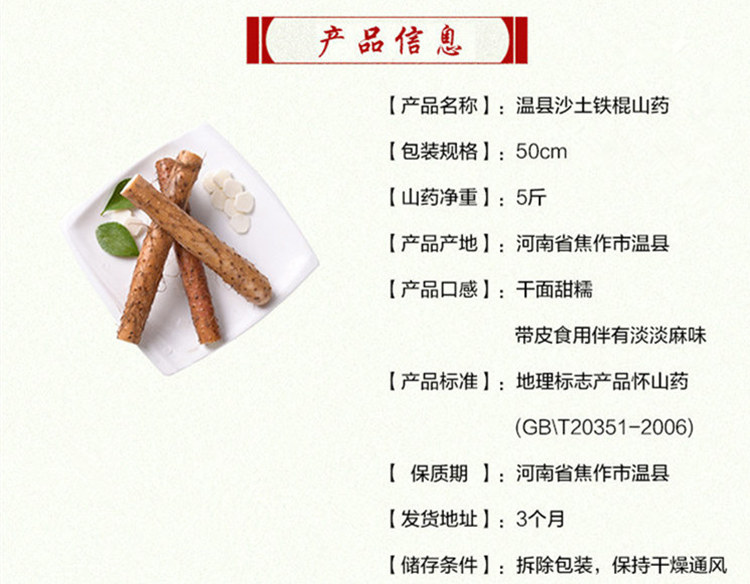 产品信息
【产品名称】：温县沙土铁棍山药
【包装规格】：50cm
【山药净重】：5斤
【产品产地】：河南省焦作市温县
【产品口感】：干面甜糯
带皮食用伴有淡淡麻味
【产品标准】：地理标志产品怀山药
(GB\T20351-2006)
【 保质期 】：河南省焦作市温县
【发货地址】：3个月
【储存条件】：拆除包装，保持干燥通风